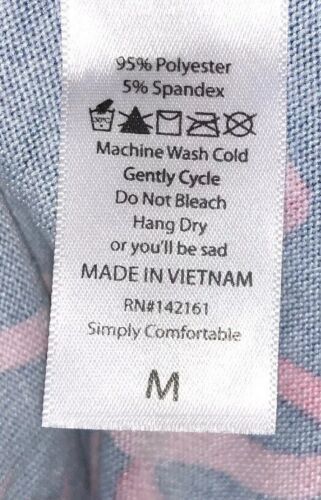 95% Polyester
5% Spandex
Machine Wash Cold
Gently Cycle
Do Not Bleach
Hang Dry
or you'll be sad
MADE IN VIETNAM
RN#142161
Simply Comfortable
M